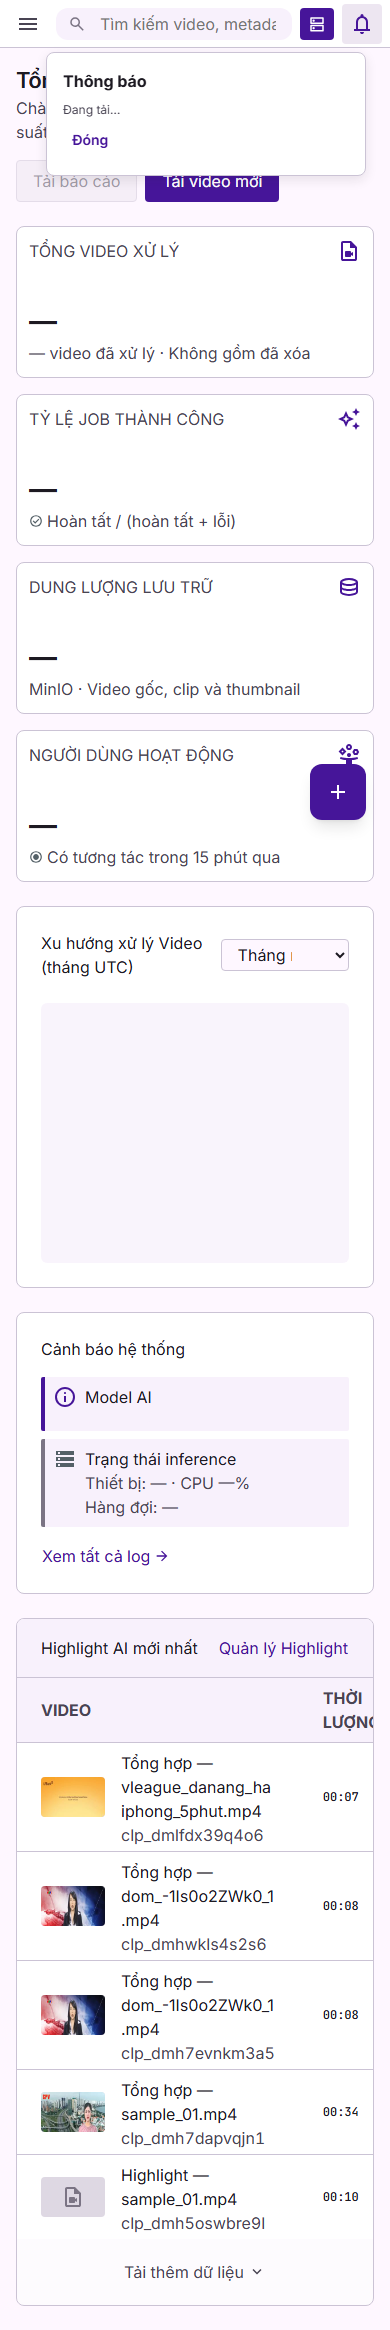 Tìm kiếm video, metada
Tổn
Thông báo
Chà
Đang tải...
suất
Đóng
Tải báo cáo
Tải video mới
TỔNG VIDEO XỬ LÝ
—
— video đã xử lý · Không gồm đã xóa
TỶ LỆ JOB THÀNH CÔNG
—
Hoàn tất / (hoàn tất + lỗi)
DUNG LƯỢNG LƯU TRỮ
—
MinIO · Video gốc, clip và thumbnail
NGƯỜI DÙNG HOẠT ĐỘNG
—
Có tương tác trong 15 phút qua
Xu hướng xử lý Video
(tháng UTC)
Tháng
Cảnh báo hệ thống
Model AI
Trạng thái inference
Thiết bị: — · CPU —%
Hàng đợi: —
Xem tất cả log →
Highlight AI mới nhất
Quản lý Highlight
VIDEO
THỜI
LƯỢNG
Tổng hợp —
vleague_danang_ha
iphong_5phut.mp4
clp_dmlfdx39q4o6
00:07
Tổng hợp —
dom_-1ls0o2ZWk0_1
.mp4
clp_dmhwkls4s2s6
00:08
Tổng hợp —
dom_-1ls0o2ZWk0_1
.mp4
clp_dmh7evnkm3a5
00:08
Tổng hợp —
sample_01.mp4
clp_dmh7dapvqjn1
00:34
Highlight —
sample_01.mp4
clp_dmh5oswbre9l
00:10
Tải thêm dữ liệu